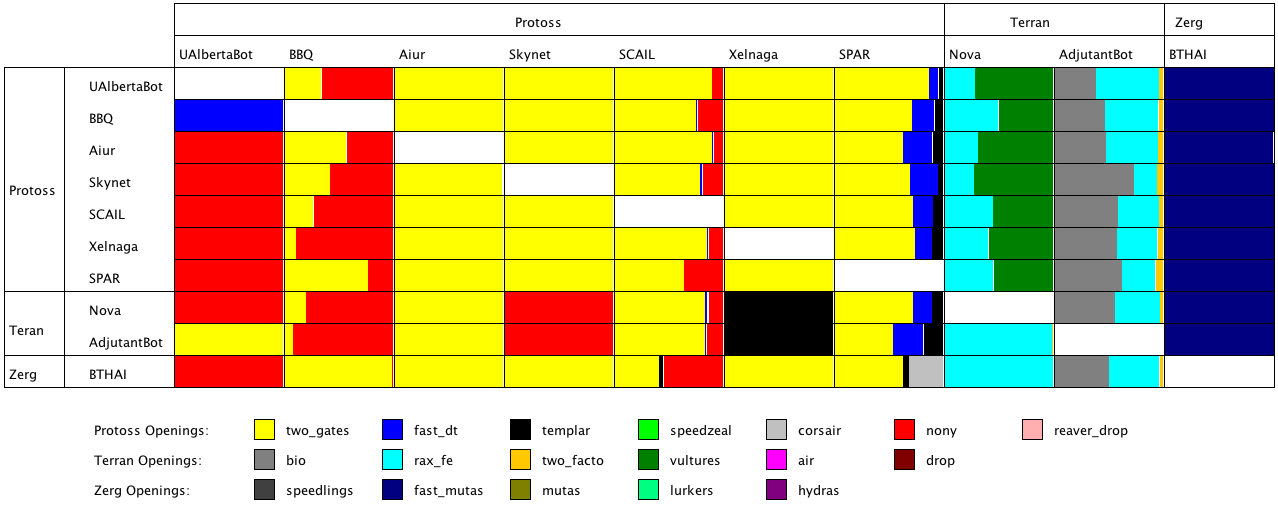 Protoss Terran Zerg
UAlbertaBot BBQ Aiur Skynet SCAIL Xelnaga SPAR Nova AdjutantBot BTHAI
UAlbertaBot
BBQ
Aiur
Protoss Skynet
SCAIL
Xelnaga
SPAR
Nova
Teran
AdjutantBot
Zerg BTHAI
Protoss Openings: two_gates fast_dt templar speedzeal corsair nony reaver_drop
Terran Openings: bio rax_fe two_facto vultures air drop
Zerg Openings: speedlings fast_mutas mutas lurkers hydras